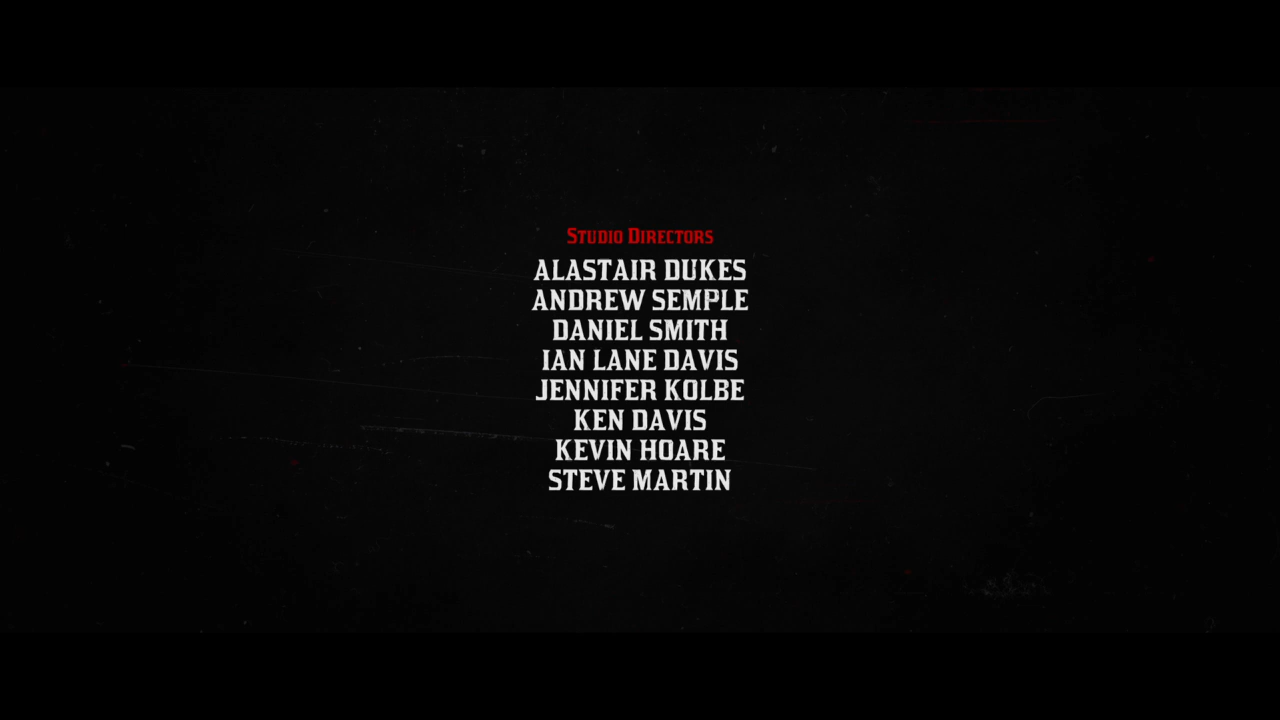 Studio Directors
ALASTAIR DUKES
ANDREW SEMPLE
DANIEL SMITH
IAN LANE DAVIS
JENNIFER KOLBE
KEN DAVIS
KEVIN HOARE
STEVE MARTIN